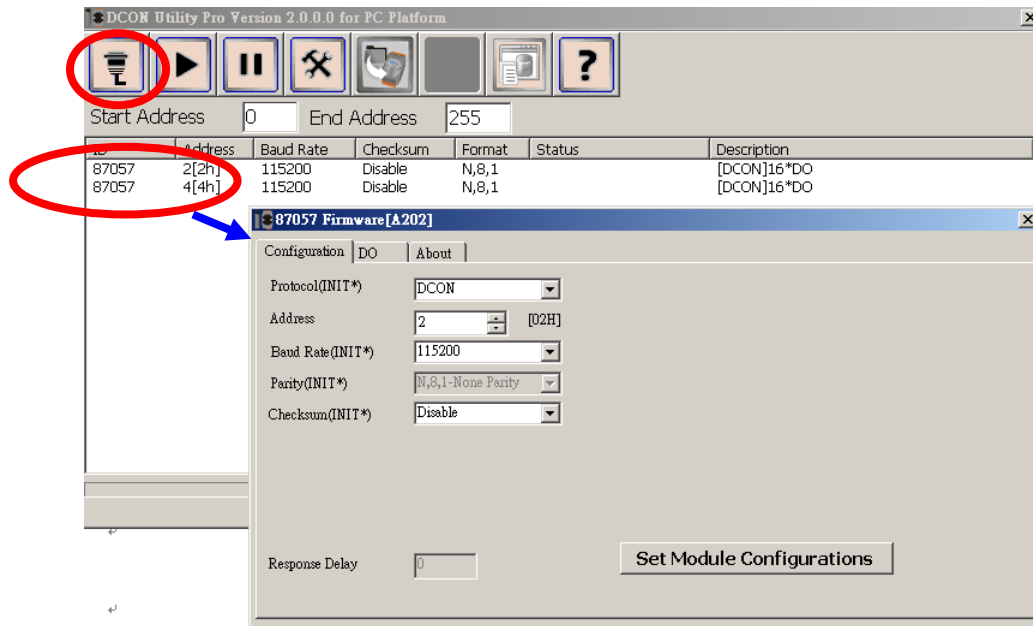 DCON Utility Pro Version 2.0.0.0 for PC Platform
Start Address 0 End Address 255
ID Address Baud Rate Checksum Format Status Description
87057 2[2h] 115200 Disable N,8,1 [DCON]16*DO
87057 4[4h] 115200 Disable N,8,1 [DCON]16*DO
87057 Firmware[A202]
Configuration DO About
Protocol(INIT*) DCON
Address 2 [02H]
Baud Rate(INIT*) 115200
Parity(INIT*) N,8,1-None Parity
Checksum(INIT*) Disable
Response Delay 0
Set Module Configurations